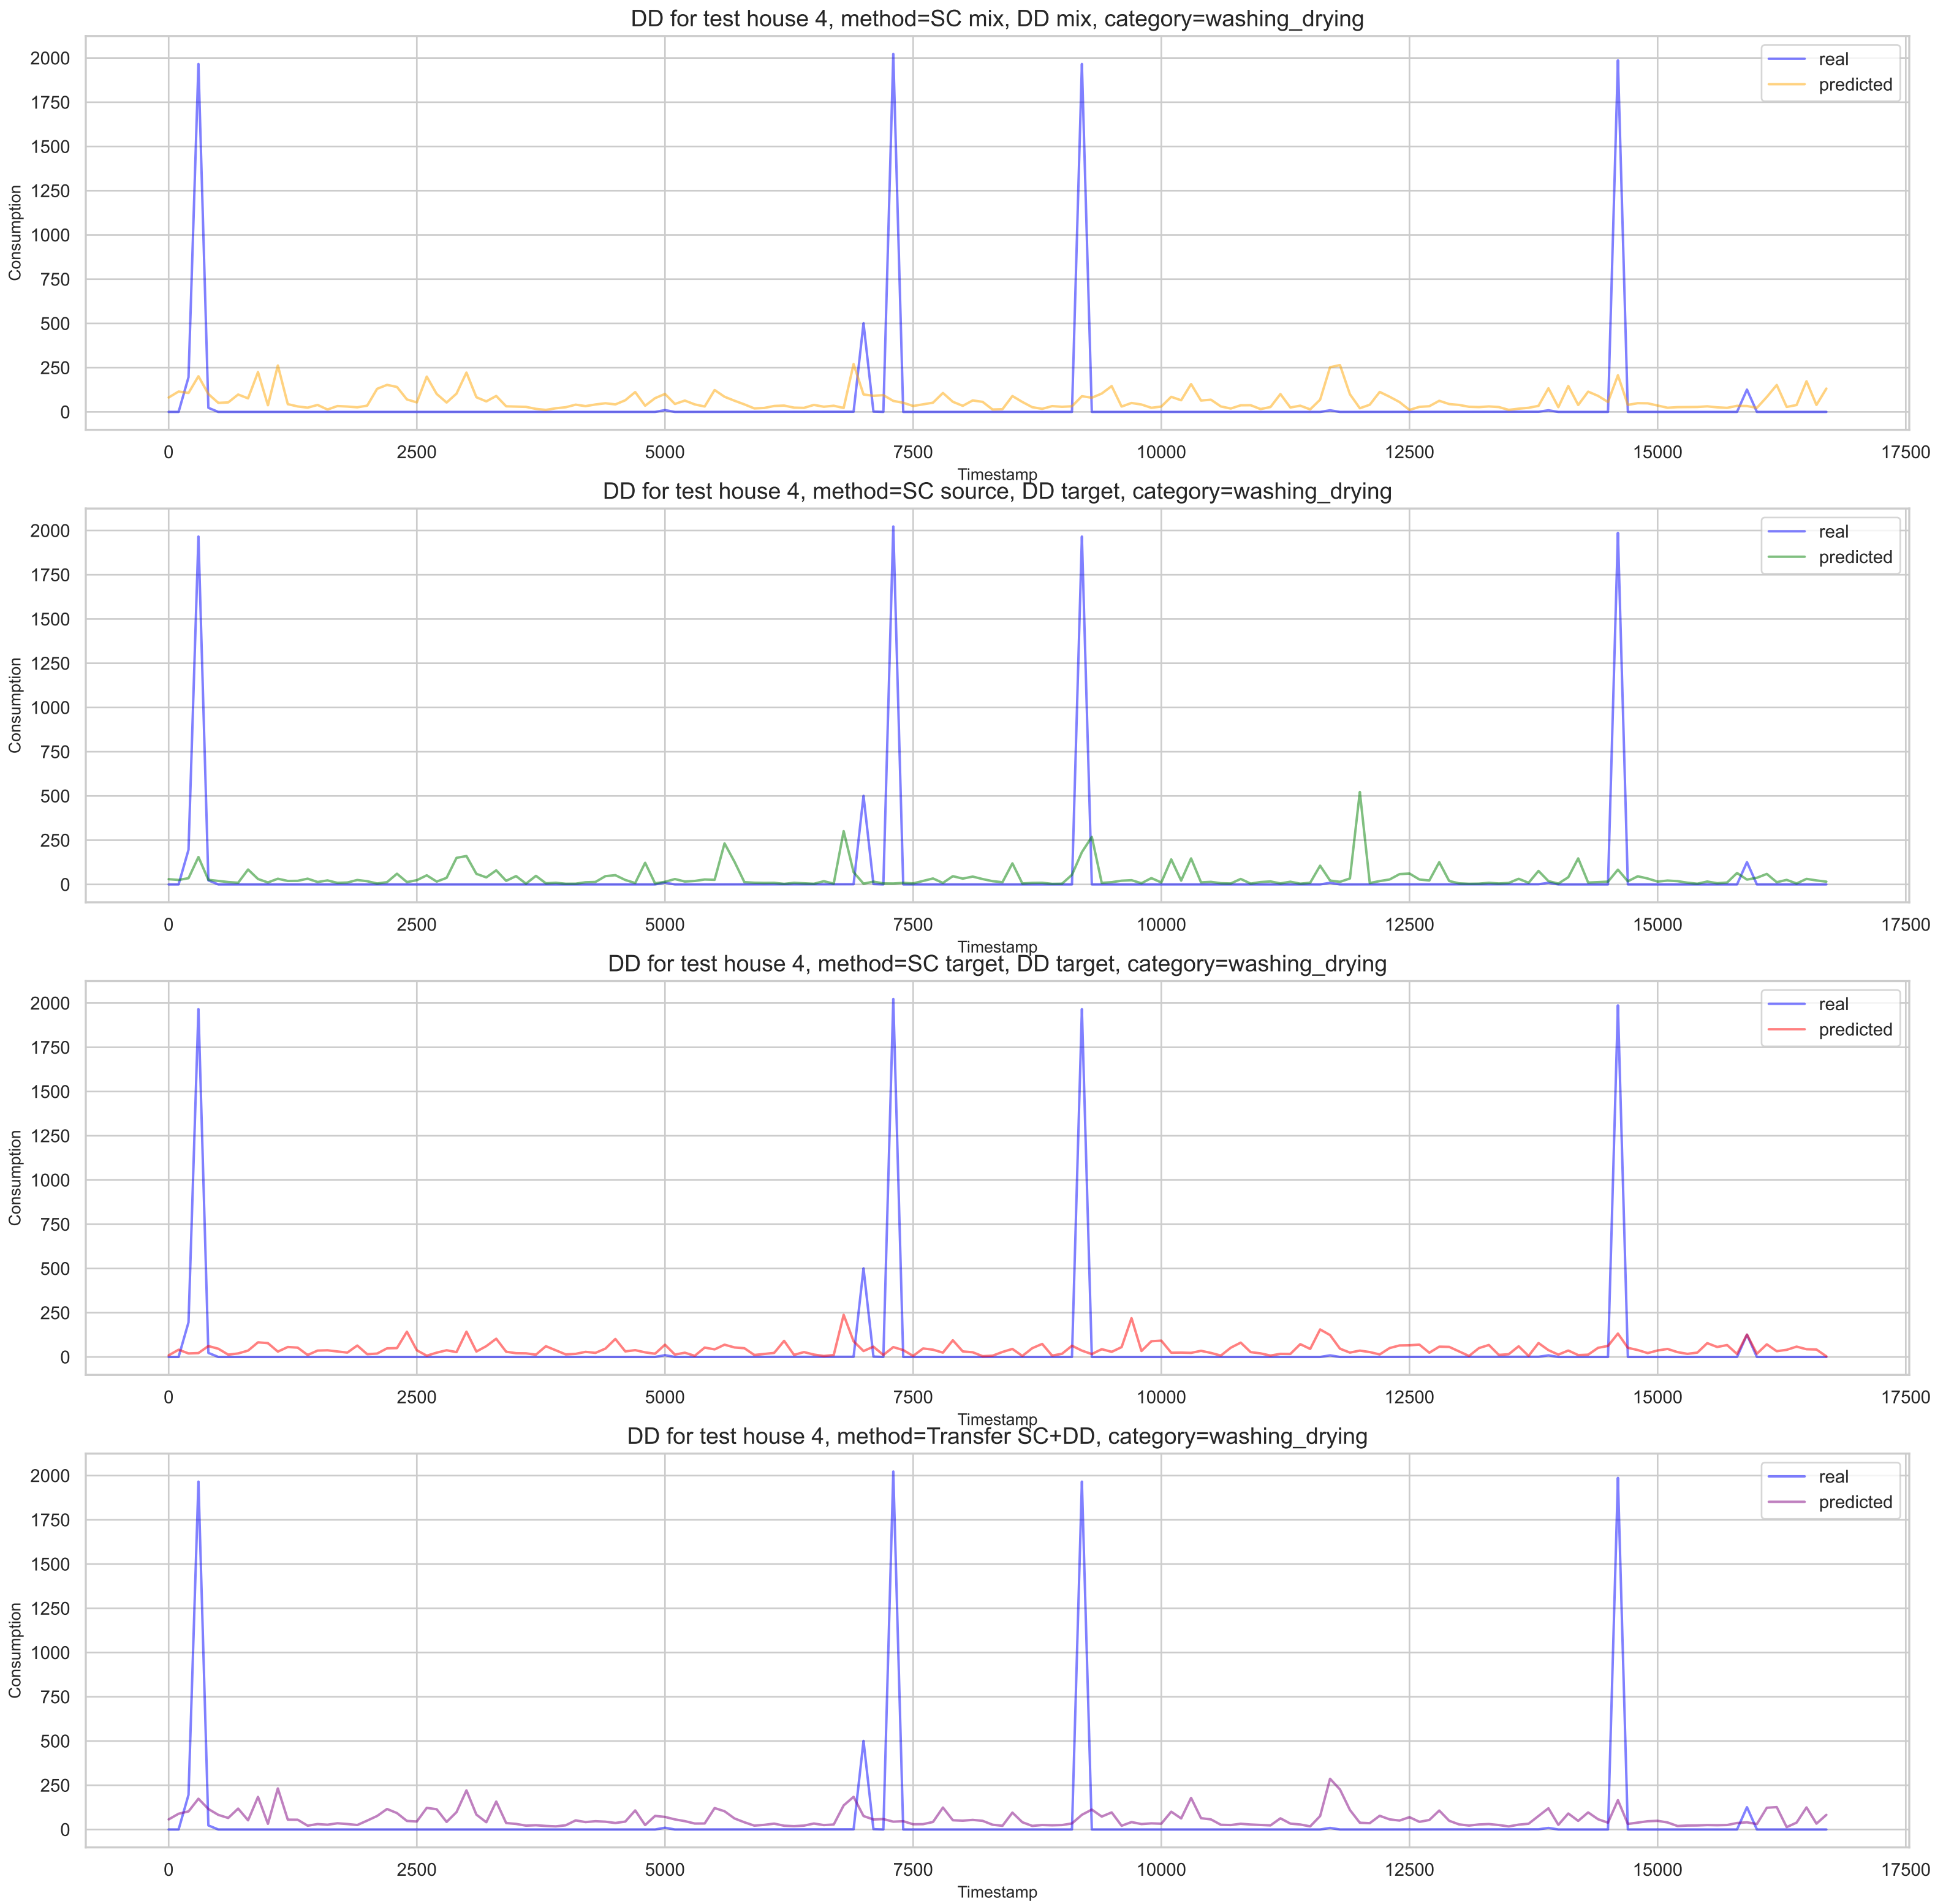 DD for test house 4, method=SC mix, DD mix, category=washing_drying
real
predicted
2000
1750
1500
1250
1000
750
500
250
0
Consumption
0 2500 5000 7500 10000 12500 15000 17500
Timestamp
DD for test house 4, method=SC source, DD target, category=washing_drying
real
predicted
2000
1750
1500
1250
1000
750
500
250
0
Consumption
0 2500 5000 7500 10000 12500 15000 17500
Timestamp
DD for test house 4, method=SC target, DD target, category=washing_drying
real
predicted
2000
1750
1500
1250
1000
750
500
250
0
Consumption
0 2500 5000 7500 10000 12500 15000 17500
Timestamp
DD for test house 4, method=Transfer SC+DD, category=washing_drying
real
predicted
2000
1750
1500
1250
1000
750
500
250
0
Consumption
0 2500 5000 7500 10000 12500 15000 17500
Timestamp